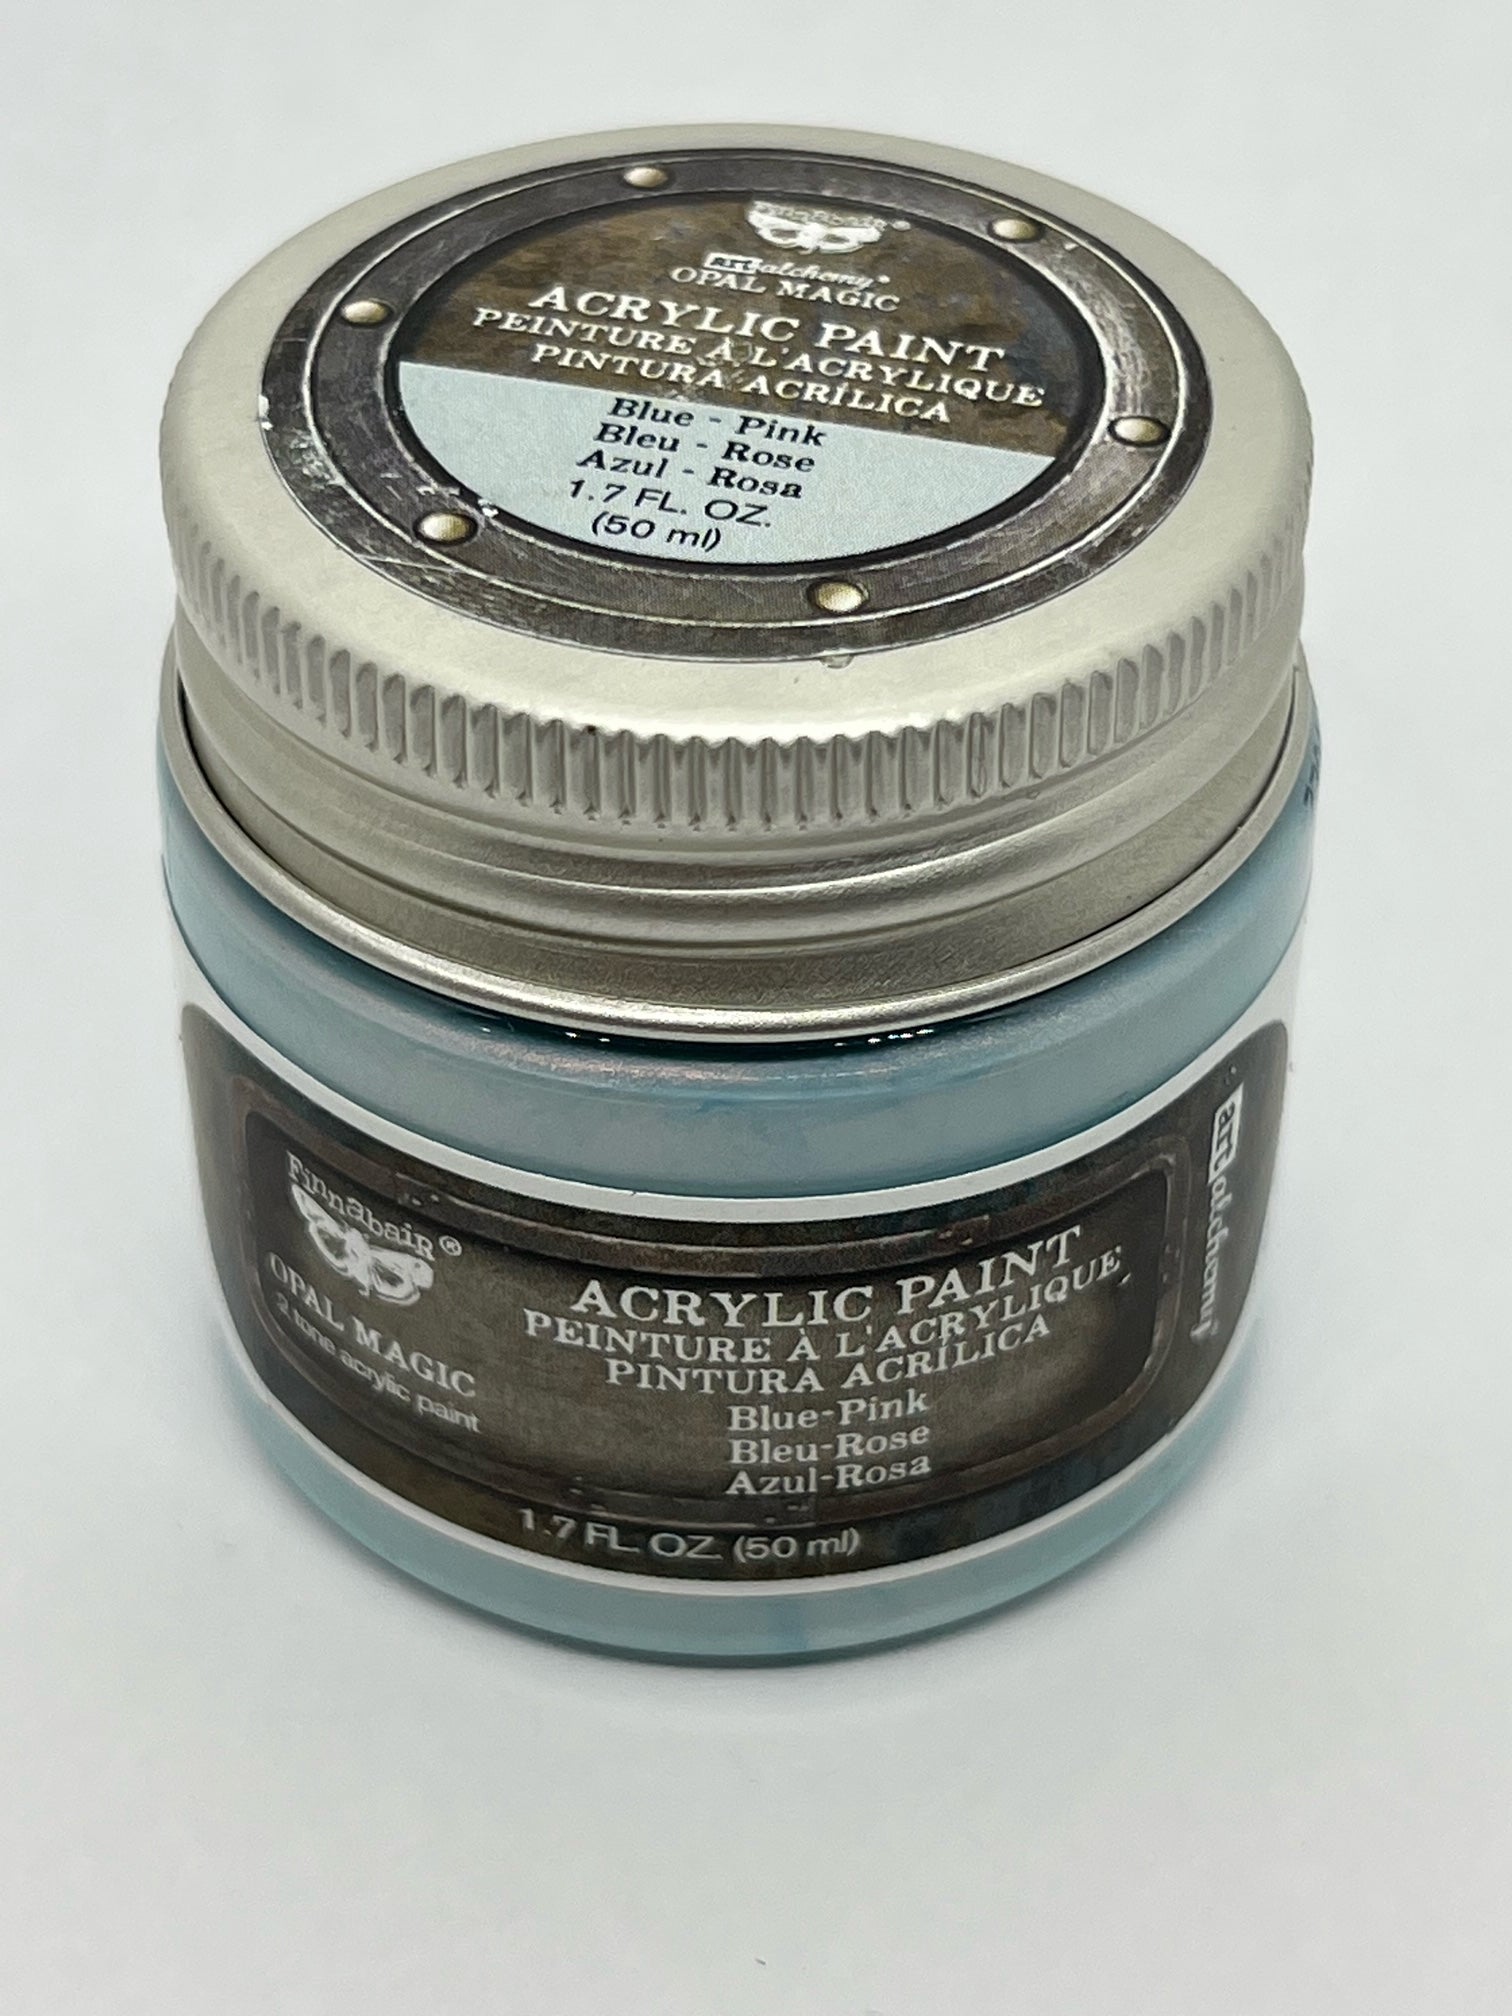 Finnabair®
art alchemy®
OPAL MAGIC
ACRYLIC PAINT
PEINTURE À L'ACRYLIQUE
PINTURA ACRÍLICA
Blue - Pink
Bleu - Rose
Azul - Rosa
1.7 FL. OZ.
(50 ml)
Finnabair®
OPAL MAGIC
2 tone acrylic paint
ACRYLIC PAINT
PEINTURE À L'ACRYLIQUE
PINTURA ACRÍLICA
Blue-Pink
Bleu-Rose
Azul-Rosa
1.7 FL. OZ. (50 ml)
art alchemy™